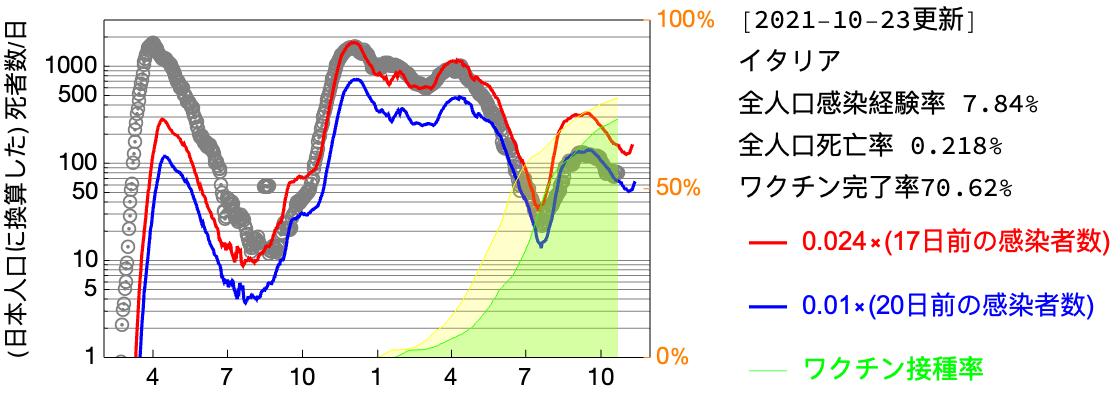 (日本人口に換算した) 死者数/日
1000
500
100
50
10
5
1
100%
50%
0%
4 7 10 1 4 7 10
[2021-10-23更新]
イタリア
全人口感染経験率 7.84%
全人口死亡率 0.218%
ワクチン完了率70.62%
0.024×(17日前の感染者数)
0.01×(20日前の感染者数)
ワクチン接種率